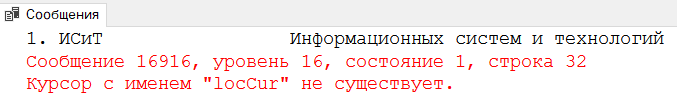 Сообщения
1. ИСиТ Информационных систем и технологий
Сообщение 16916, уровень 16, состояние 1, строка 32
Курсор с именем "locCur" не существует.